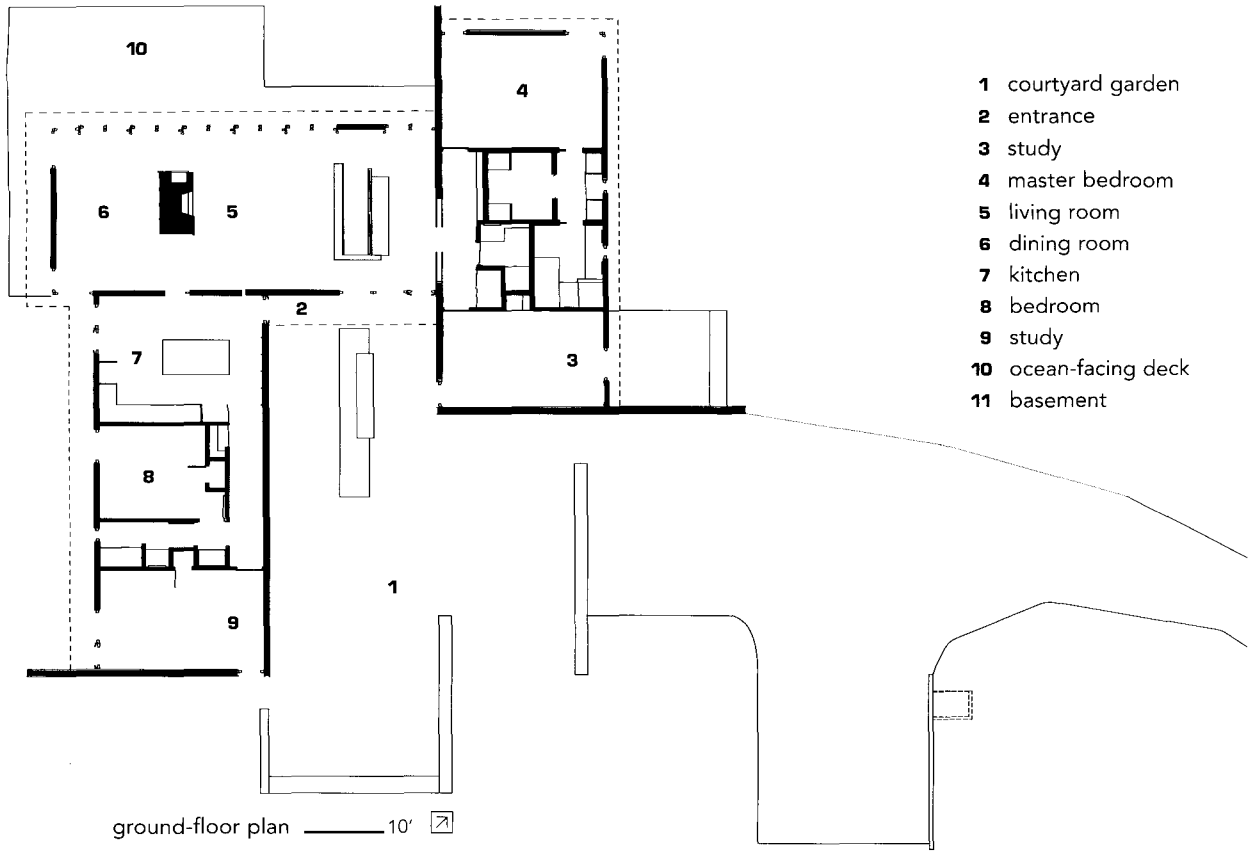 10
4
6
5
2
7
3
8
1
9
1 courtyard garden
2 entrance
3 study
4 master bedroom
5 living room
6 dining room
7 kitchen
8 bedroom
9 study
10 ocean-facing deck
11 basement
ground-floor plan 10'